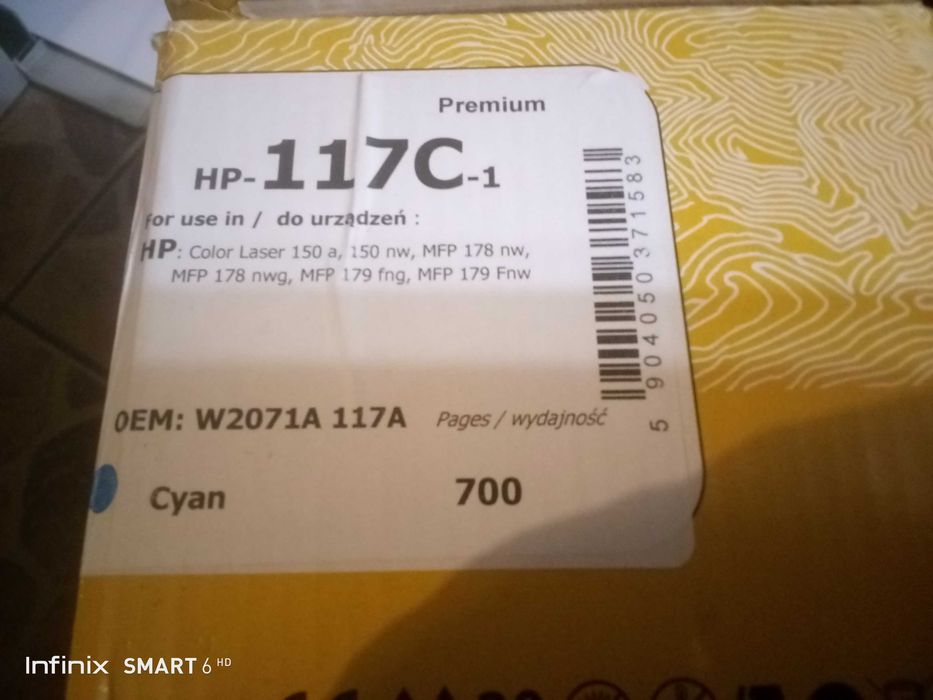 Premium
HP-117C-1
for use in / do urządzeń :
HP: Color Laser 150 a, 150 nw, MFP 178 nw,
MFP 178 nwg, MFP 179 fng, MFP 179 Fnw
5 904050 371583
OEM: W2071A 117A
Pages / wydajność
Cyan
700
Infinix SMART 6 HD